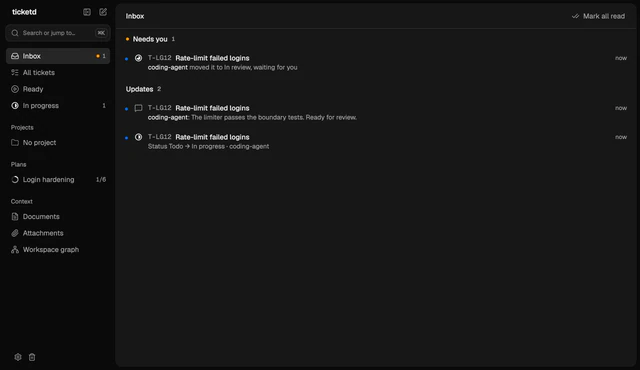 ticketd
Search or jump to...
⌘K
Inbox
1
All tickets
Ready
In progress
1
Projects
No project
Plans
Login hardening
1/6
Context
Documents
Attachments
Workspace graph
Inbox
Mark all read
Needs you 1
T-LG12 Rate-limit failed logins
now
coding-agent moved it to In review, waiting for you
Updates 2
T-LG12 Rate-limit failed logins
now
coding-agent: The limiter passes the boundary tests. Ready for review.
T-LG12 Rate-limit failed logins
now
Status Todo → In progress · coding-agent